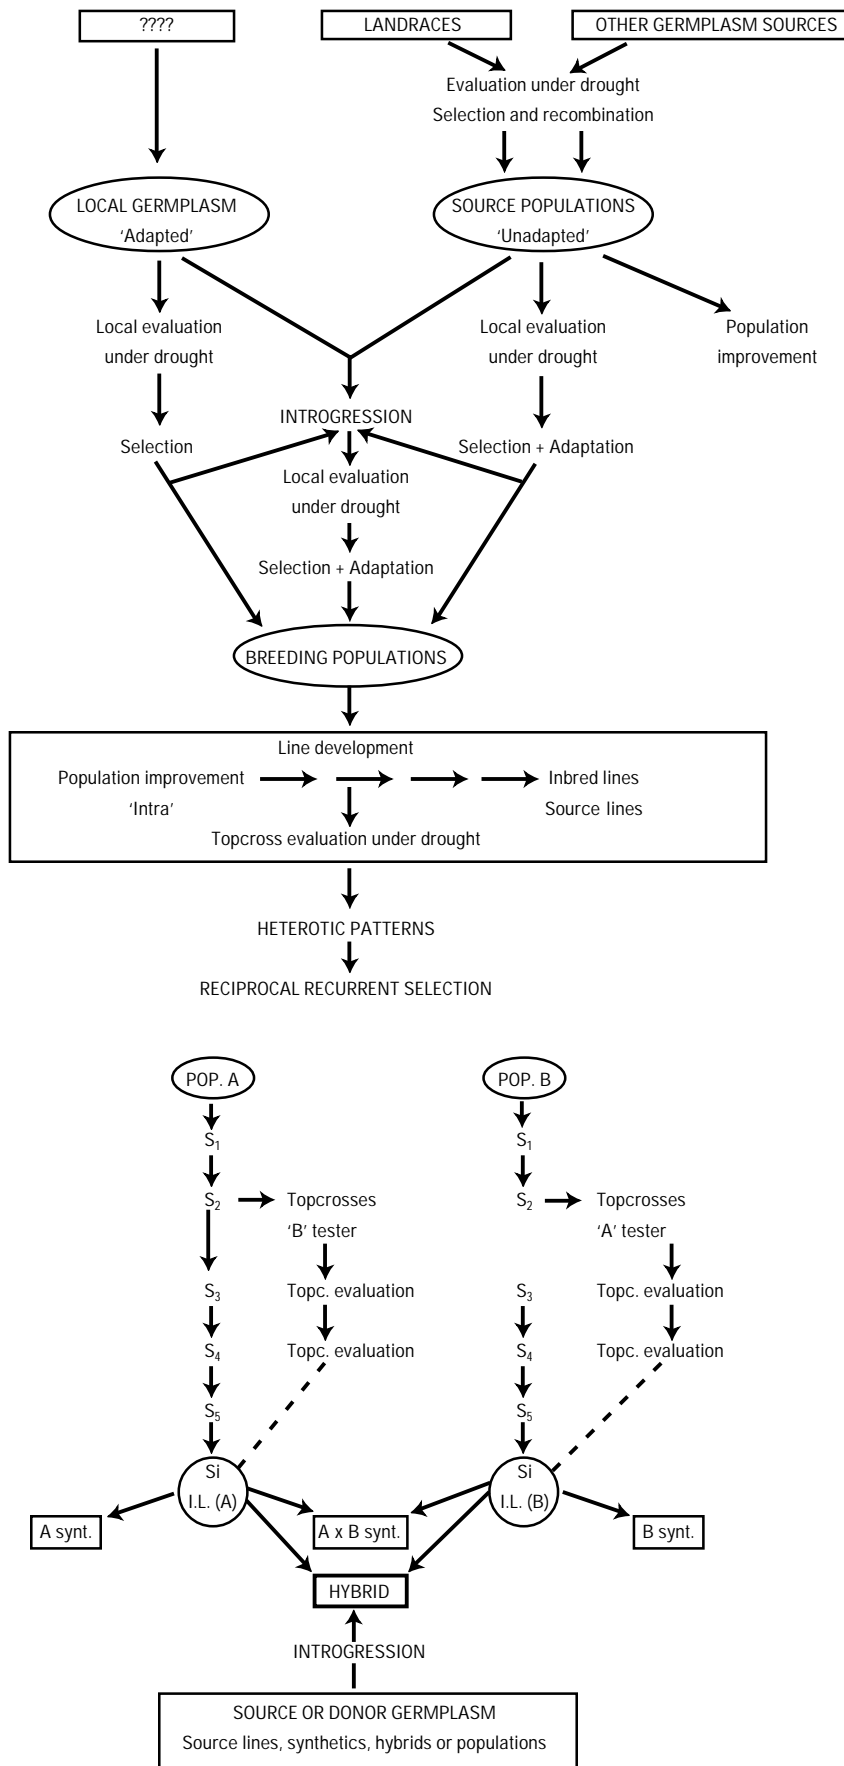 ????
LANDRACES
OTHER GERMPLASM SOURCES
Evaluation under drought
Selection and recombination
LOCAL GERMPLASM
‘Adapted’
SOURCE POPULATIONS
‘Unadapted’
Local evaluation
under drought
Local evaluation
under drought
Population
improvement
INTROGRESSION
Selection
Selection + Adaptation
Local evaluation
under drought
Selection + Adaptation
BREEDING POPULATIONS
Line development
Population improvement
‘Intra’
Inbred lines
Source lines
Topcross evaluation under drought
HETEROTIC PATTERNS
RECIPROCAL RECURRENT SELECTION
POP. A
POP. B
S1
S1
S2
Topcrosses
‘B’ tester
S2
Topcrosses
‘A’ tester
S3
Topc. evaluation
S3
Topc. evaluation
S4
Topc. evaluation
S4
Topc. evaluation
S5
S5
Si
I.L. (A)
Si
I.L. (B)
A synt.
A x B synt.
B synt.
HYBRID
INTROGRESSION
SOURCE OR DONOR GERMPLASM
Source lines, synthetics, hybrids or populations